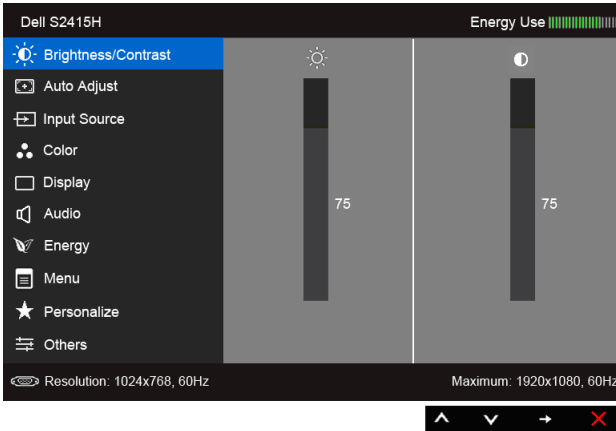 Dell S2415H
Energy Use
Brightness/Contrast
Auto Adjust
Input Source
Color
Display
Audio
Energy
Menu
Personalize
Others
75
75
Resolution: 1024x768, 60Hz
Maximum: 1920x1080, 60Hz